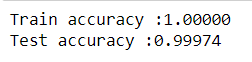 Train accuracy :1.00000
Test accuracy :0.99974